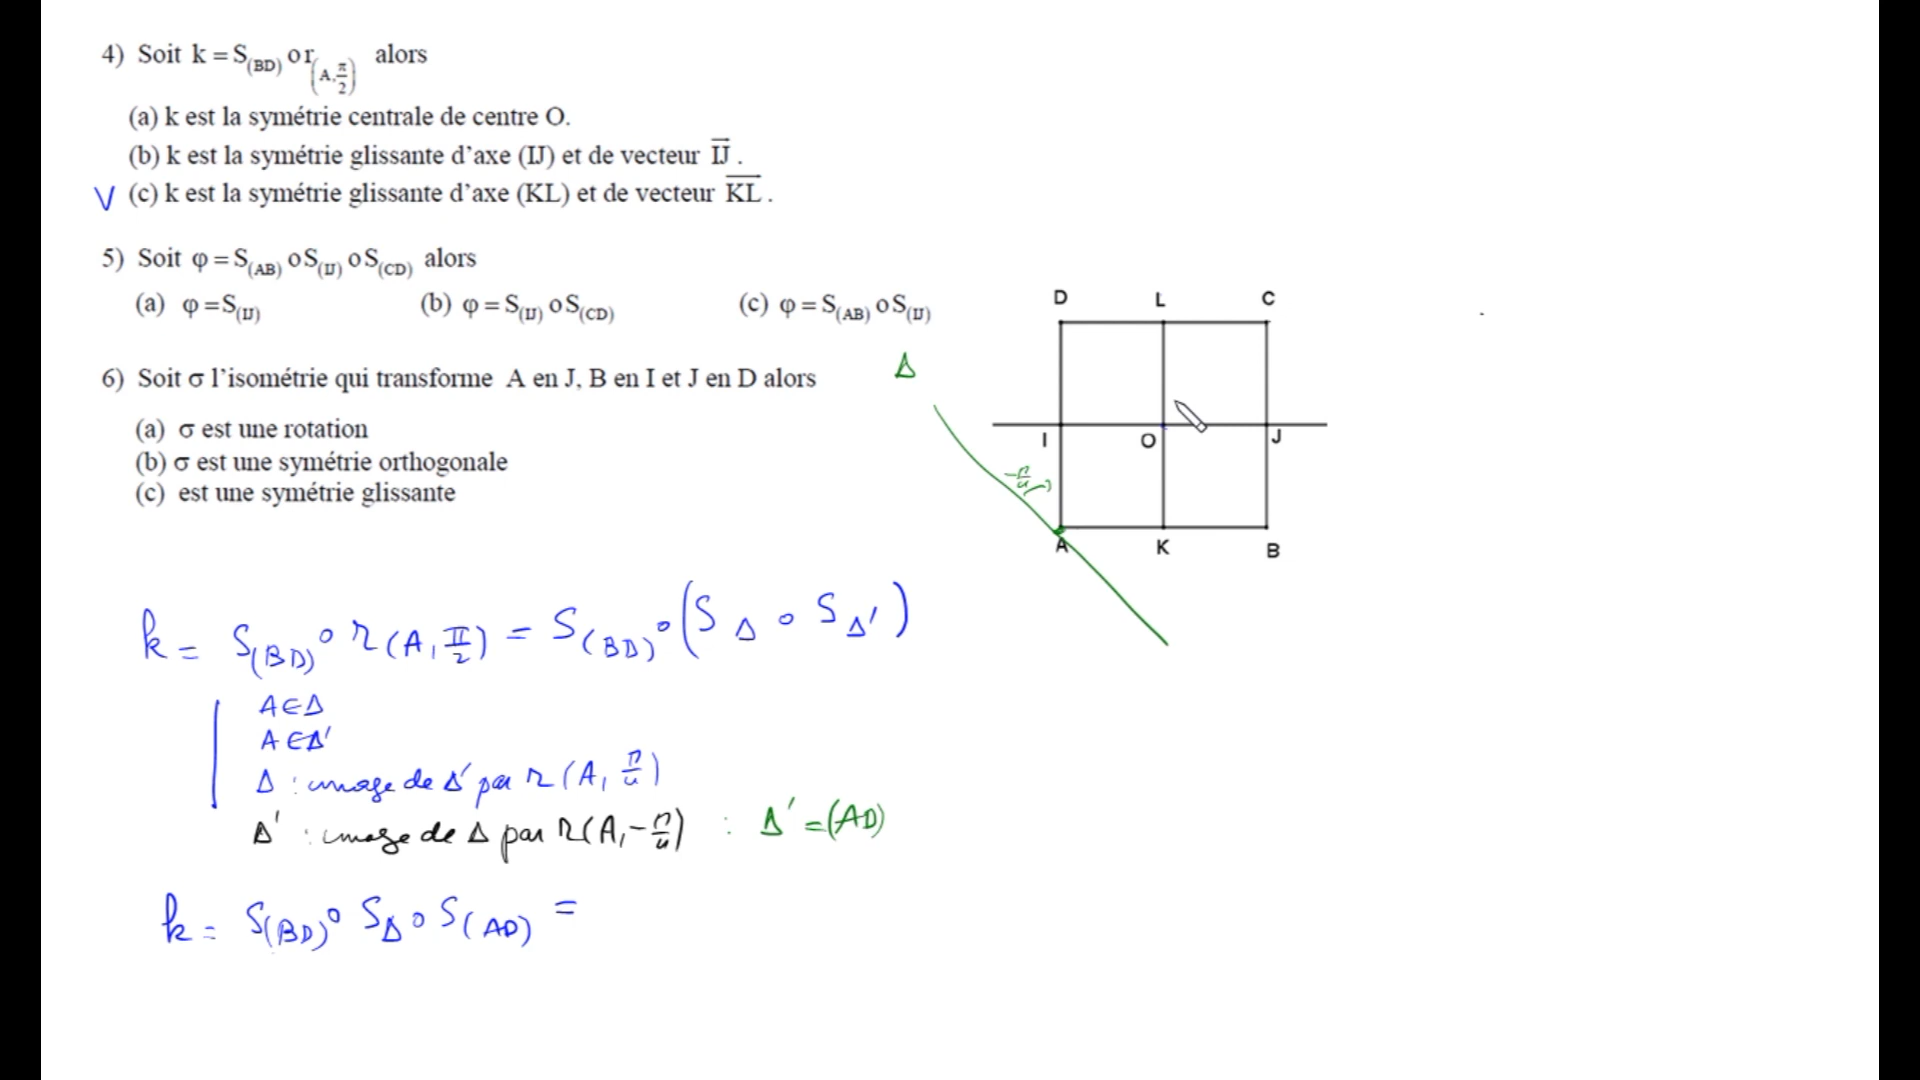 4) Soit k = S(BD) o r(A, π/2) alors
(a) k est la symétrie centrale de centre O.
(b) k est la symétrie glissante d'axe (IJ) et de vecteur IJ⃗ .
V (c) k est la symétrie glissante d'axe (KL) et de vecteur KL⃗ .
5) Soit φ = S(AB) o S(IJ) o S(CD) alors
(a) φ = S(IJ) (b) φ = S(IJ) o S(CD) (c) φ = S(AB) o S(IJ)
6) Soit σ l'isométrie qui transforme A en J, B en I et J en D alors
(a) σ est une rotation
(b) σ est une symétrie orthogonale
(c) est une symétrie glissante
D L C
Δ
I O J
-π/4
A K B
k = S(BD) o r(A, π/2) = S(BD) o (S Δ o S Δ')
A ∈ Δ
A ∈ Δ'
Δ : image de Δ' par r(A, π/4)
Δ' : image de Δ par r(A, -π/4) : Δ' = (AD)
k = S(BD) o SΔ o S(AD) =